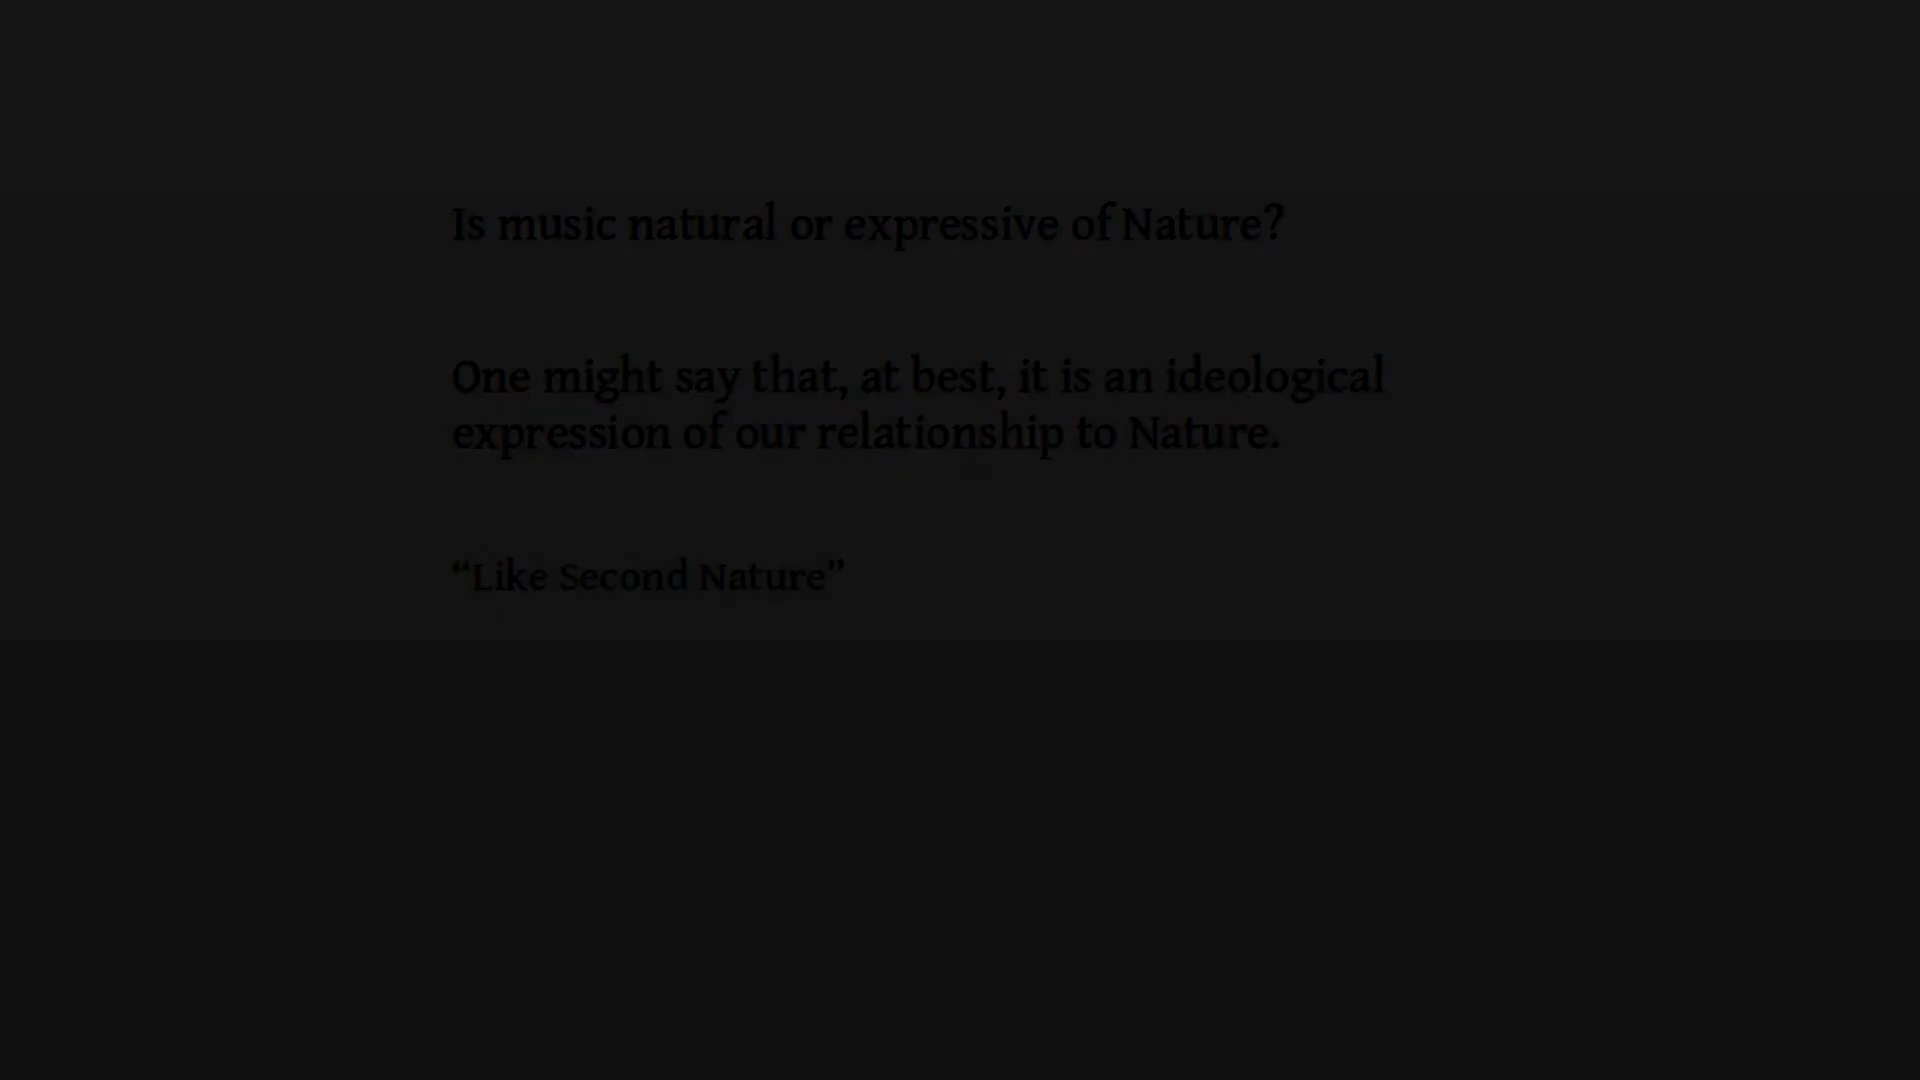 Is music natural or expressive of Nature?
One might say that, at best, it is an ideological
expression of our relationship to Nature.
“Like Second Nature”